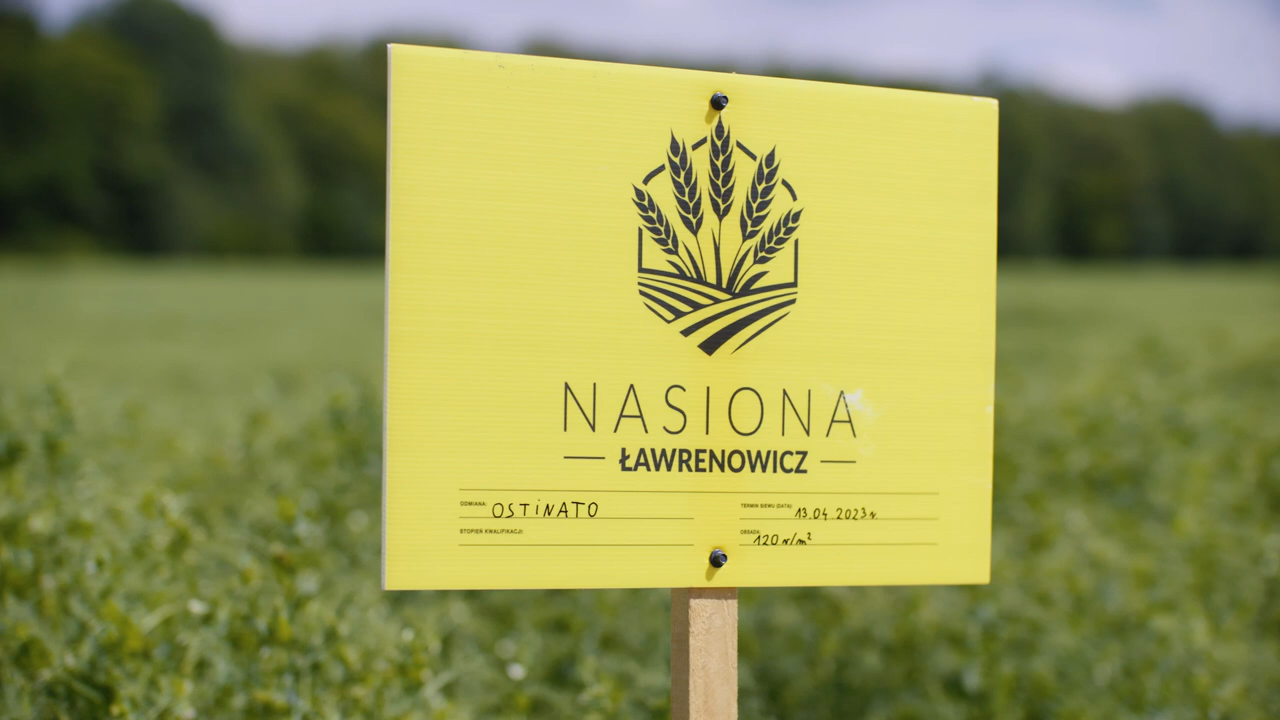 NASIONA
ŁAWRENOWICZ
ODMIANA: OSTiNATO
TERMIN SIEWU (DATA): 13.04.2023r.
STOPIEŃ KWALIFIKACJI:
OBSADA: 120 n/m²